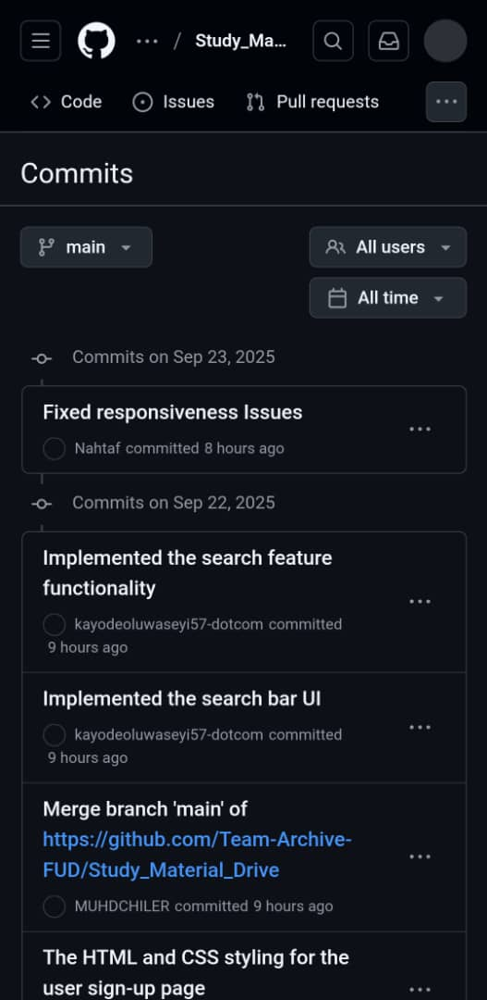 Study_Ma...
Code
Issues
Pull requests
Commits
main
All users
All time
Commits on Sep 23, 2025
Fixed responsiveness Issues
Nahtaf committed 8 hours ago
Commits on Sep 22, 2025
Implemented the search feature
functionality
kayodeoluwaseyi57-dotcom committed
9 hours ago
Implemented the search bar UI
kayodeoluwaseyi57-dotcom committed
9 hours ago
Merge branch 'main' of
https://github.com/Team-Archive-
FUD/Study_Material_Drive
MUHDCHILER committed 9 hours ago
The HTML and CSS styling for the
user sign-up page